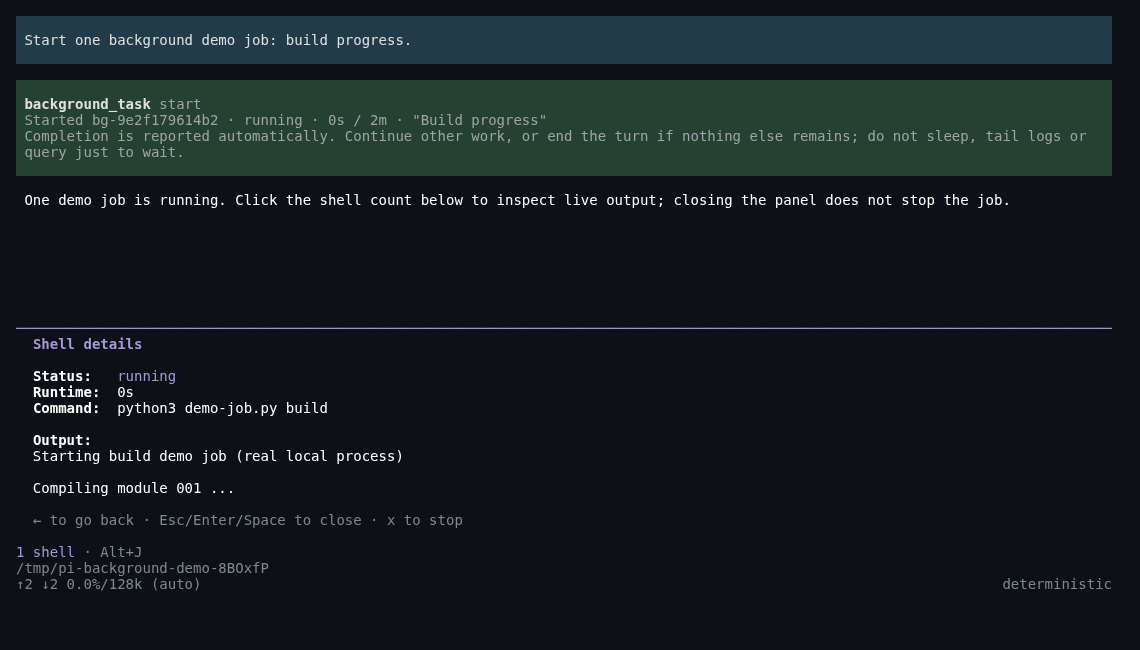 Start one background demo job: build progress.
background_task start
Started bg-9e2f179614b2 · running · 0s / 2m · "Build progress"
Completion is reported automatically. Continue other work, or end the turn if nothing else remains; do not sleep, tail logs or
query just to wait.
One demo job is running. Click the shell count below to inspect live output; closing the panel does not stop the job.
Shell details
Status: running
Runtime: 0s
Command: python3 demo-job.py build
Output:
Starting build demo job (real local process)
Compiling module 001 ...
← to go back · Esc/Enter/Space to close · x to stop
1 shell · Alt+J
/tmp/pi-background-demo-8BOxfP
↑2 ↓2 0.0%/128k (auto) deterministic